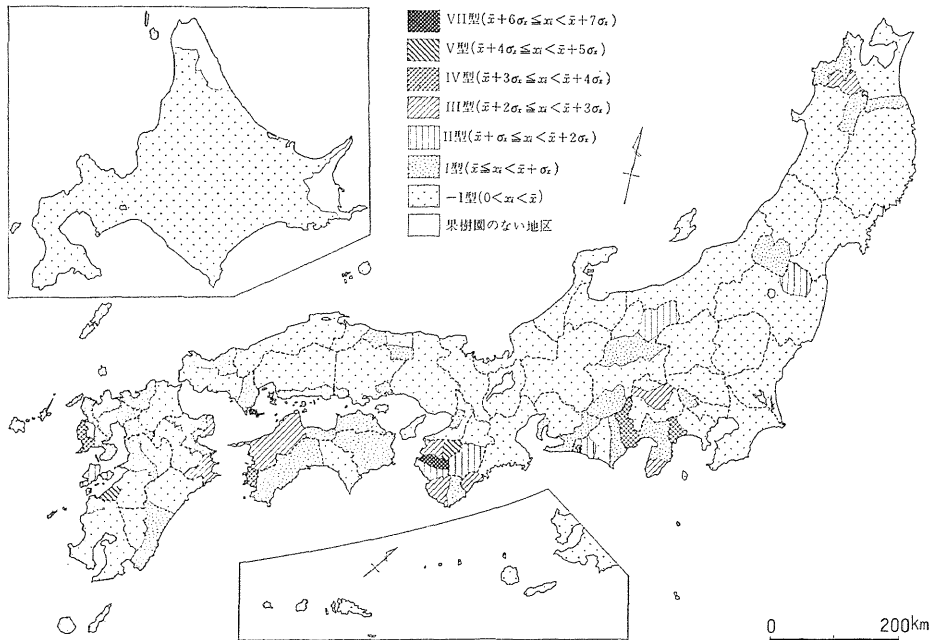 VII型(x̄+6σₓ≦xᵢ<x̄+7σₓ)
V型(x̄+4σₓ≦xᵢ<x̄+5σₓ)
IV型(x̄+3σₓ≦xᵢ<x̄+4σₓ)
III型(x̄+2σₓ≦xᵢ<x̄+3σₓ)
II型(x̄+σₓ≦xᵢ<x̄+2σₓ)
I型(x̄≦xᵢ<x̄+σₓ)
－I型(0<xᵢ<x̄)
果樹園のない地区
0 200km